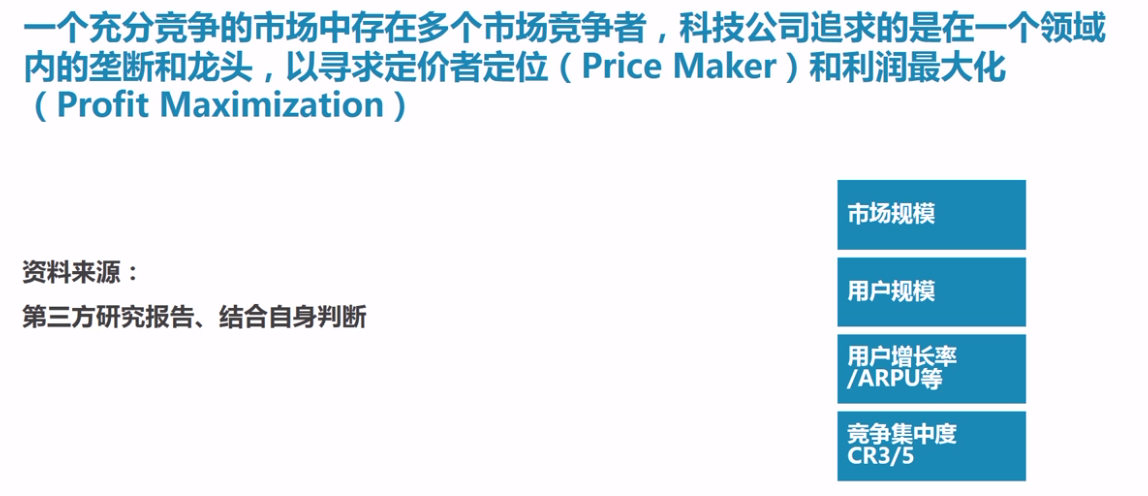 一个充分竞争的市场中存在多个市场竞争者，科技公司追求的是在一个领域
内的垄断和龙头，以寻求定价者定位（Price Maker）和利润最大化
（Profit Maximization）
市场规模
资料来源：
用户规模
第三方研究报告、结合自身判断
用户增长率
/ARPU等
竞争集中度
CR3/5